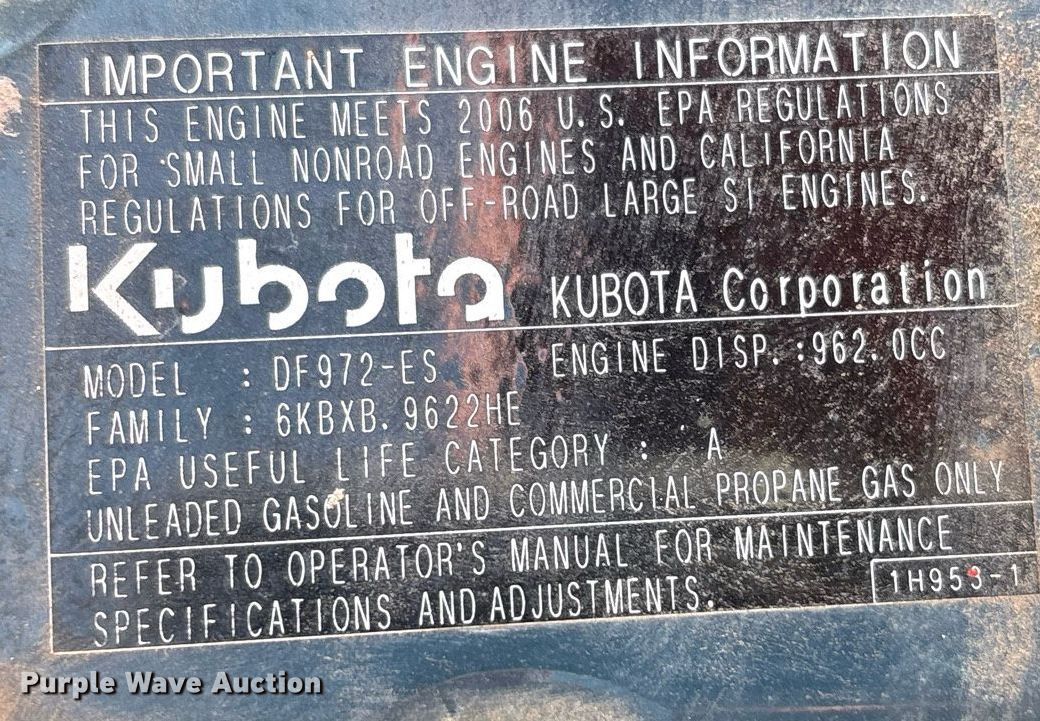 IMPORTANT ENGINE INFORMATION
THIS ENGINE MEETS 2006 U.S. EPA REGULATIONS
FOR SMALL NONROAD ENGINES AND CALIFORNIA
REGULATIONS FOR OFF-ROAD LARGE SI ENGINES.
Kubota KUBOTA Corporation
MODEL : DF972-ES ENGINE DISP. :962.0CC
FAMILY : 6KBXB.9622HE
EPA USEFUL LIFE CATEGORY : A
UNLEADED GASOLINE AND COMMERCIAL PROPANE GAS ONLY
REFER TO OPERATOR'S MANUAL FOR MAINTENANCE
SPECIFICATIONS AND ADJUSTMENTS.
1H953-1
Purple Wave Auction